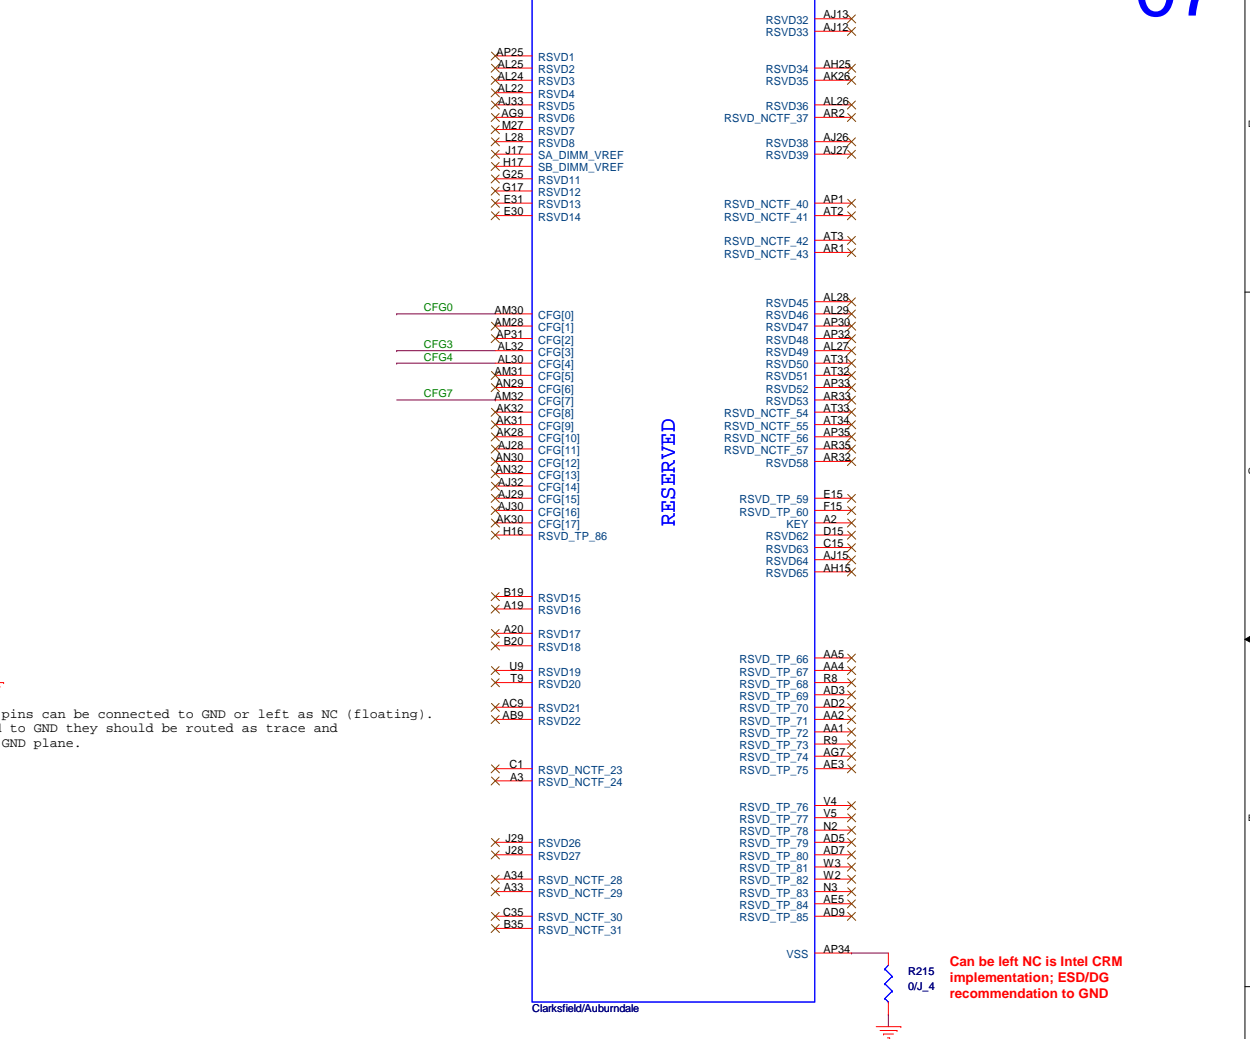 07
RSVD32 AJ13
RSVD33 AJ12
AP25 RSVD1
AL25 RSVD2
AL24 RSVD3
AL22 RSVD4
AJ33 RSVD5
AG9 RSVD6
M27 RSVD7
L28 RSVD8
J17 SA_DIMM_VREF
H17 SB_DIMM_VREF
G25 RSVD11
G17 RSVD12
E31 RSVD13
E30 RSVD14
RSVD34 AH25
RSVD35 AK26
RSVD36 AL26
RSVD_NCTF_37 AR2
RSVD38 AJ26
RSVD39 AJ27
RSVD_NCTF_40 AP1
RSVD_NCTF_41 AT2
RSVD_NCTF_42 AT3
RSVD_NCTF_43 AR1
CFG0 AM30 CFG[0]
AM28 CFG[1]
AP31 CFG[2]
CFG3 AL32 CFG[3]
CFG4 AL30 CFG[4]
AM31 CFG[5]
AN29 CFG[6]
CFG7 AM32 CFG[7]
AK32 CFG[8]
AK31 CFG[9]
AK28 CFG[10]
AJ28 CFG[11]
AN30 CFG[12]
AN32 CFG[13]
AJ32 CFG[14]
AJ29 CFG[15]
AJ30 CFG[16]
AK30 CFG[17]
H16 RSVD_TP_86
RESERVED
RSVD45 AL28
RSVD46 AL29
RSVD47 AP30
RSVD48 AP32
RSVD49 AL27
RSVD50 AT31
RSVD51 AT32
RSVD52 AP33
RSVD53 AR33
RSVD_NCTF_54 AT33
RSVD_NCTF_55 AT34
RSVD_NCTF_56 AP35
RSVD_NCTF_57 AR35
RSVD58 AR32
RSVD_TP_59 E15
RSVD_TP_60 F15
KEY A2
RSVD62 D15
RSVD63 C15
RSVD64 AJ15
RSVD65 AH15
B19 RSVD15
A19 RSVD16
A20 RSVD17
B20 RSVD18
U9 RSVD19
T9 RSVD20
AC9 RSVD21
AB9 RSVD22
C1 RSVD_NCTF_23
A3 RSVD_NCTF_24
J29 RSVD26
J28 RSVD27
A34 RSVD_NCTF_28
A33 RSVD_NCTF_29
C35 RSVD_NCTF_30
B35 RSVD_NCTF_31
RSVD_TP_66 AA5
RSVD_TP_67 AA4
RSVD_TP_68 R8
RSVD_TP_69 AD3
RSVD_TP_70 AD2
RSVD_TP_71 AA2
RSVD_TP_72 AA1
RSVD_TP_73 R9
RSVD_TP_74 AG7
RSVD_TP_75 AE3
RSVD_TP_76 V4
RSVD_TP_77 V5
RSVD_TP_78 N2
RSVD_TP_79 AD5
RSVD_TP_80 AD7
RSVD_TP_81 W3
RSVD_TP_82 W2
RSVD_TP_83 N3
RSVD_TP_84 AE5
RSVD_TP_85 AD9
VSS AP34
pins can be connected to GND or left as NC (floating).
to GND they should be routed as trace and
GND plane.
R215
0/J_4
Can be left NC is Intel CRM
implementation; ESD/DG
recommendation to GND
Clarksfield/Auburndale